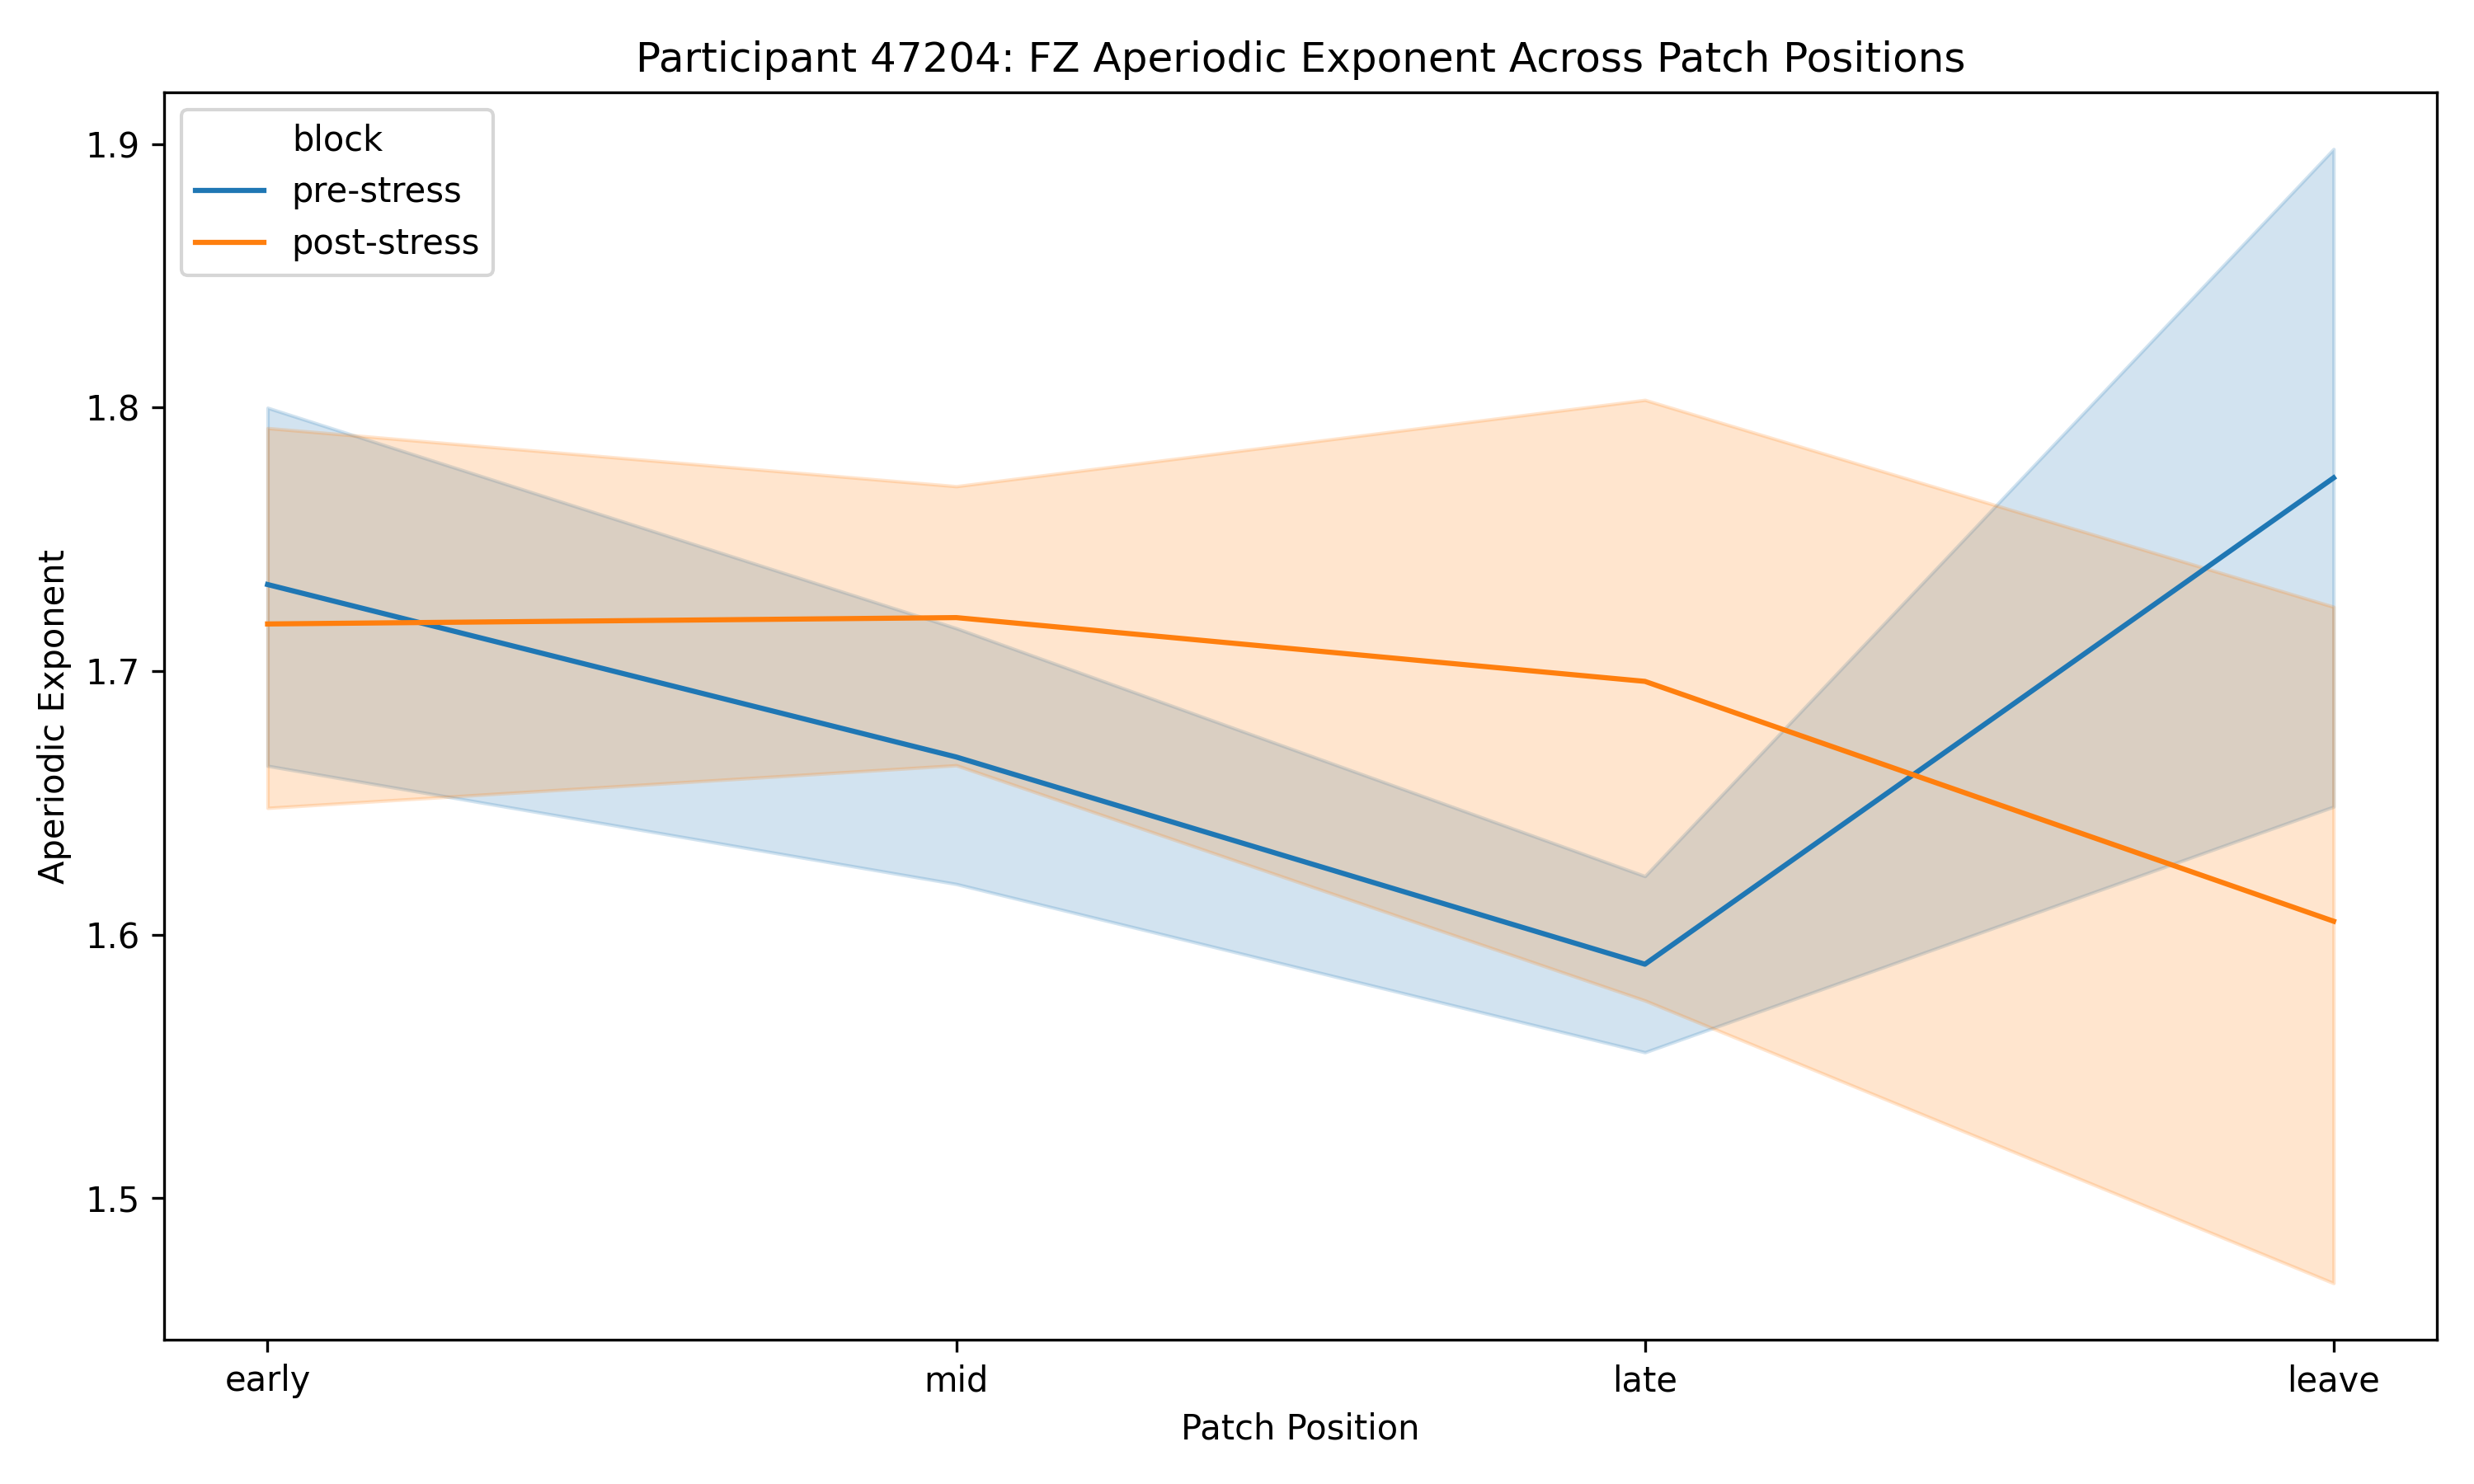 Participant 47204: FZ Aperiodic Exponent Across Patch Positions
block
pre-stress
post-stress
Aperiodic Exponent
1.9
1.8
1.7
1.6
1.5
early mid late leave
Patch Position